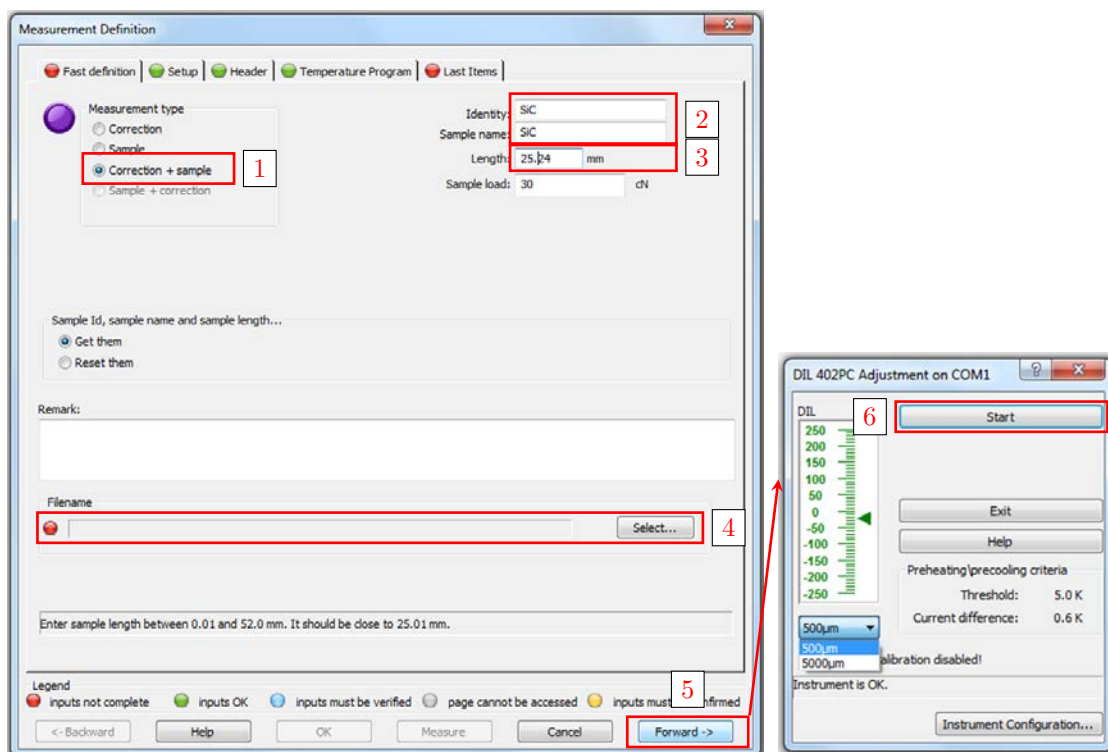 Measurement Definition
Fast definition Setup Header Temperature Program Last Items
Measurement type
Correction
Sample
Correction + sample
Sample + correction
1
Identity: SiC
Sample name: SiC
2
Length: 25.24 mm
3
Sample load: 30 cN
Sample Id, sample name and sample length...
Get them
Reset them
Remark:
Filename
Select...
4
Enter sample length between 0.01 and 52.0 mm. It should be close to 25.01 mm.
Legend
inputs not complete inputs OK inputs must be verified page cannot be accessed inputs must
5
<- Backward Help OK Measure Cancel Forward ->
DIL 402PC Adjustment on COM1
DIL
6
Start
250
200
150
100
50
0
-50
-100
-150
-200
-250
Exit
Help
Preheating\precooling criteria
Threshold: 5.0 K
Current difference: 0.6 K
500µm
500µm
5000µm
alibration disabled!
Instrument is OK.
Instrument Configuration...